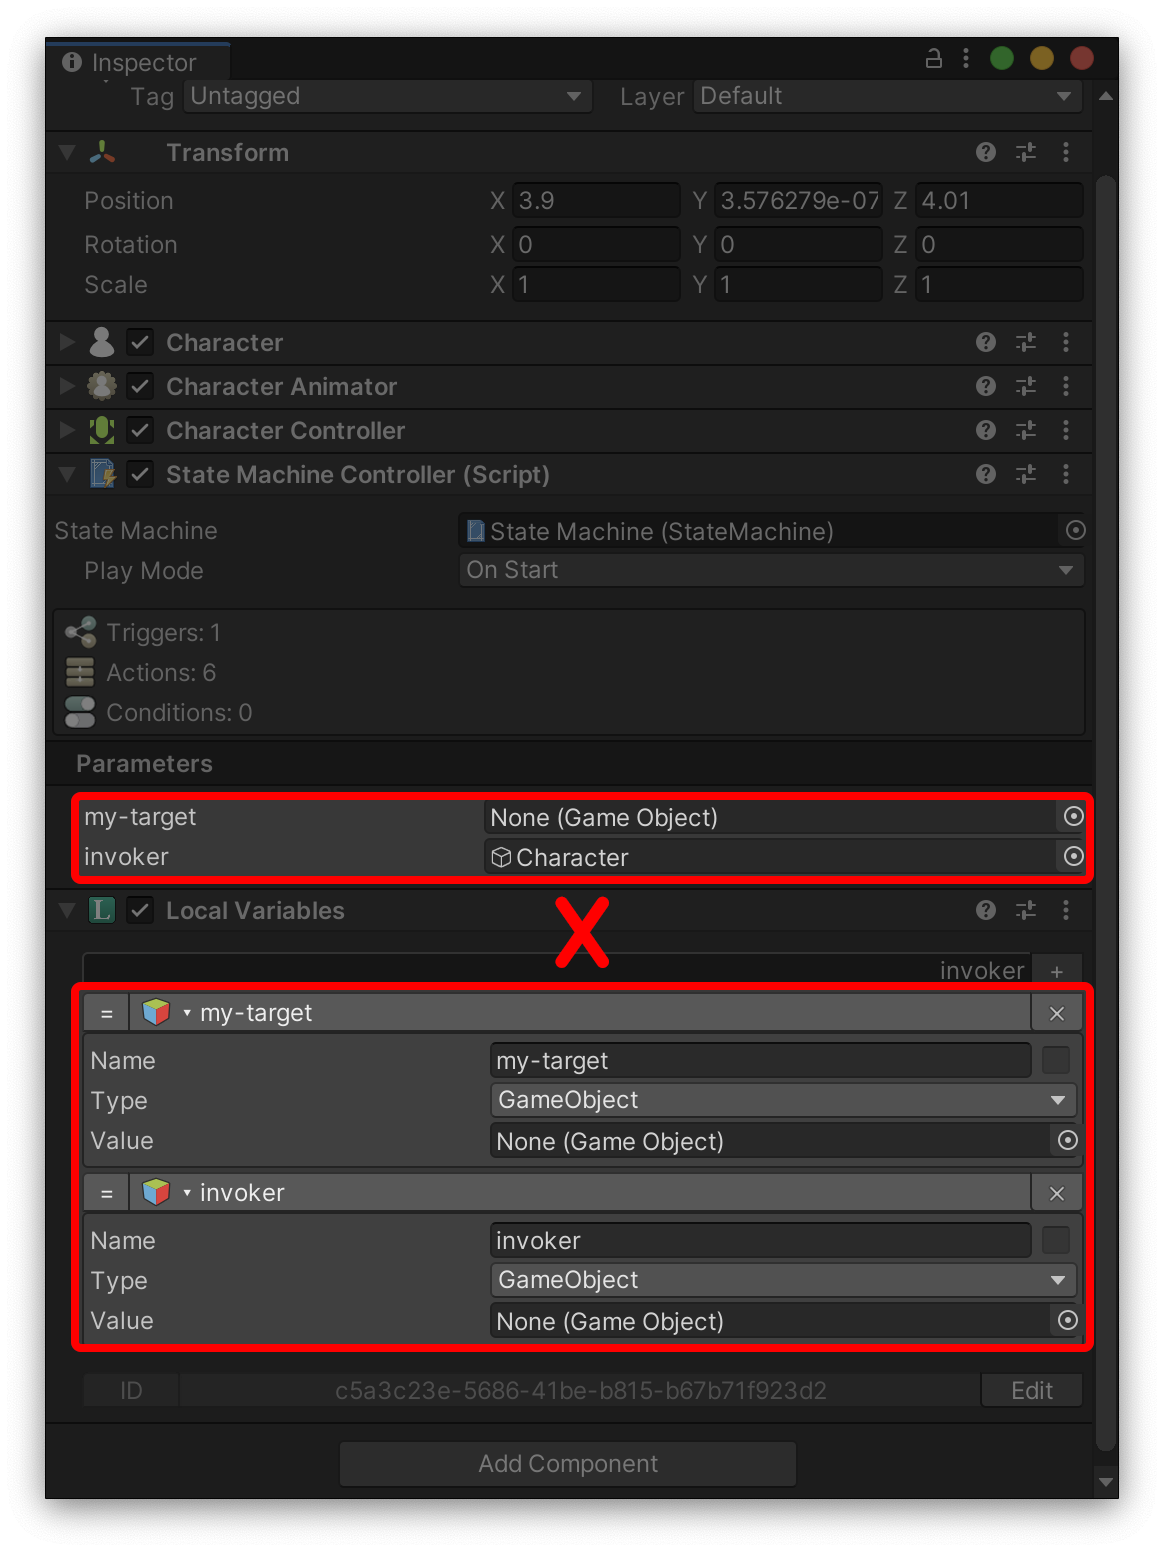 Inspector
Tag Untagged Layer Default
Transform
Position X 3.9 Y 3.576279e-07 Z 4.01
Rotation X 0 Y 0 Z 0
Scale X 1 Y 1 Z 1
Character
Character Animator
Character Controller
State Machine Controller (Script)
State Machine State Machine (StateMachine)
Play Mode On Start
Triggers: 1
Actions: 6
Conditions: 0
Parameters
my-target None (Game Object)
invoker Character
L Local Variables
X
invoker +
= my-target ×
Name my-target
Type GameObject
Value None (Game Object)
= invoker ×
Name invoker
Type GameObject
Value None (Game Object)
ID c5a3c23e-5686-41be-b815-b67b71f923d2 Edit
Add Component